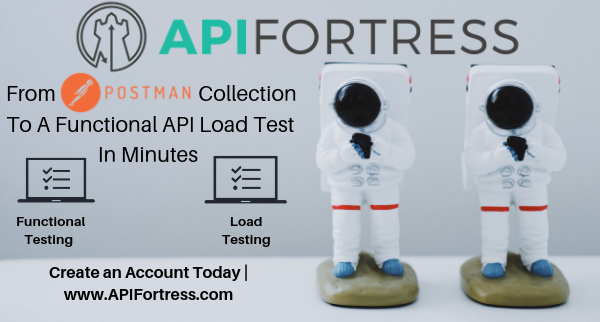 APIFORTRESS
From POSTMAN Collection
To A Functional API Load Test
In Minutes
Functional
Testing
Load
Testing
Create an Account Today |
www.APIFortress.com